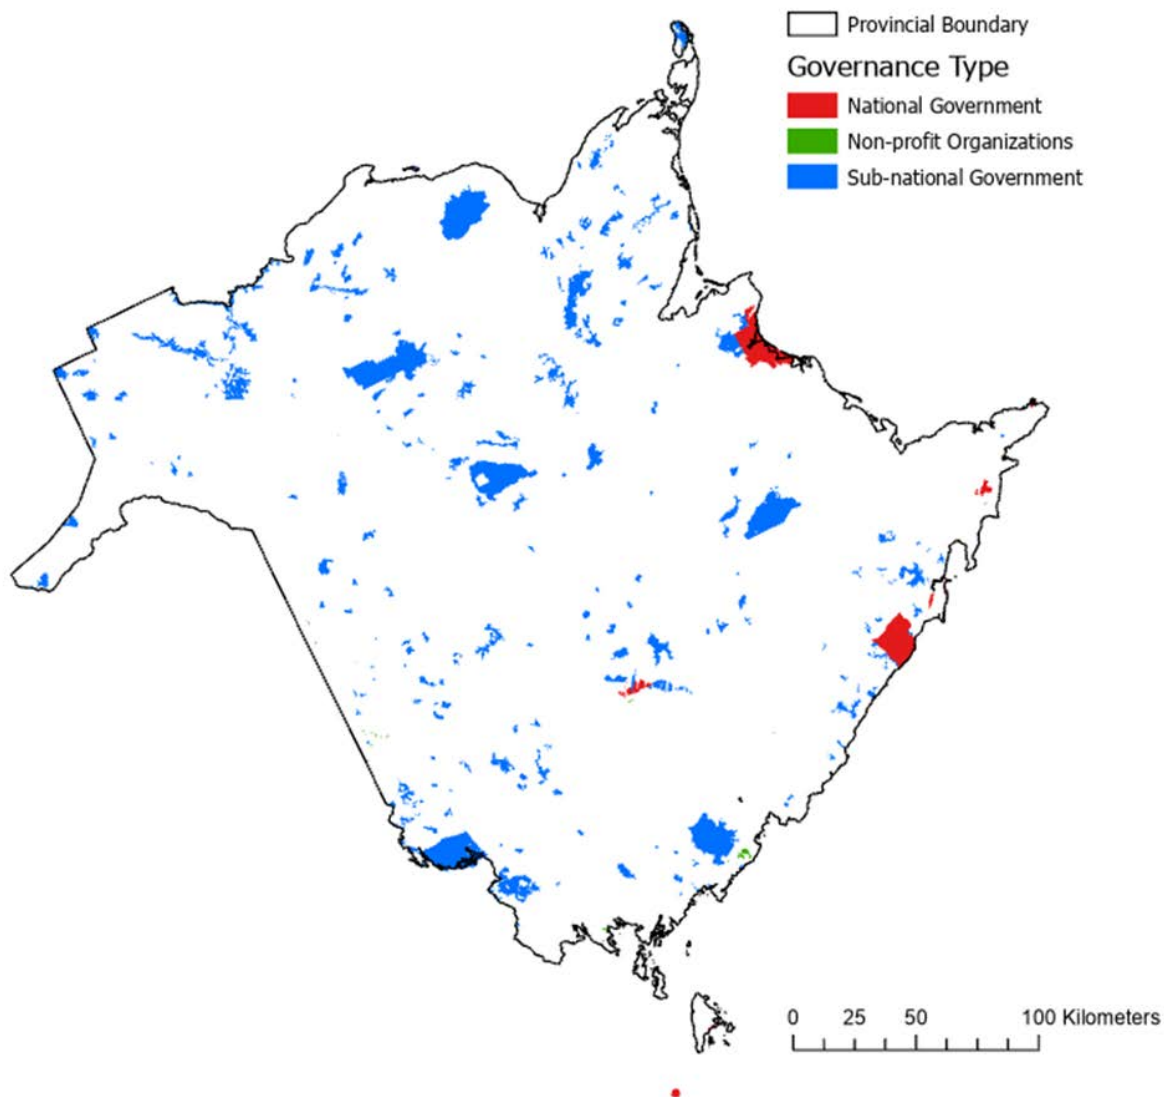 Provincial Boundary
Governance Type
National Government
Non-profit Organizations
Sub-national Government
0 25 50 100 Kilometers